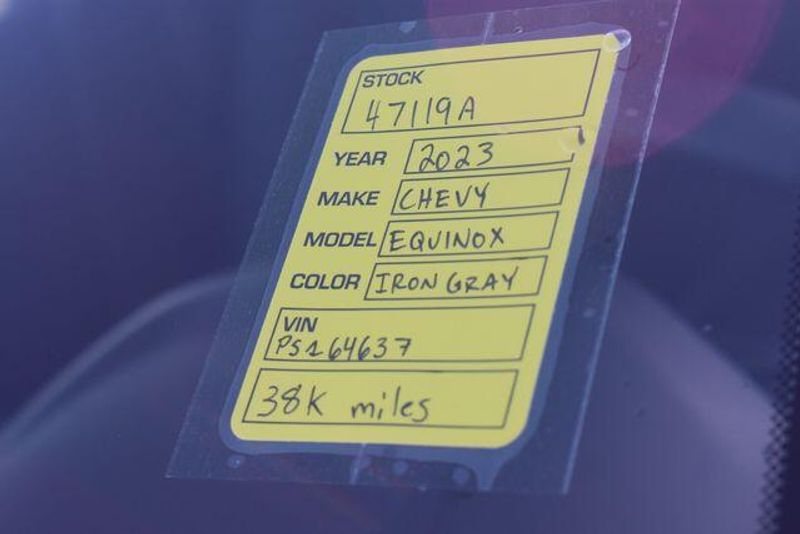 STOCK
47119A
YEAR 2023
MAKE CHEVY
MODEL EQUINOX
COLOR IRON GRAY
VIN
PS164637
38K miles